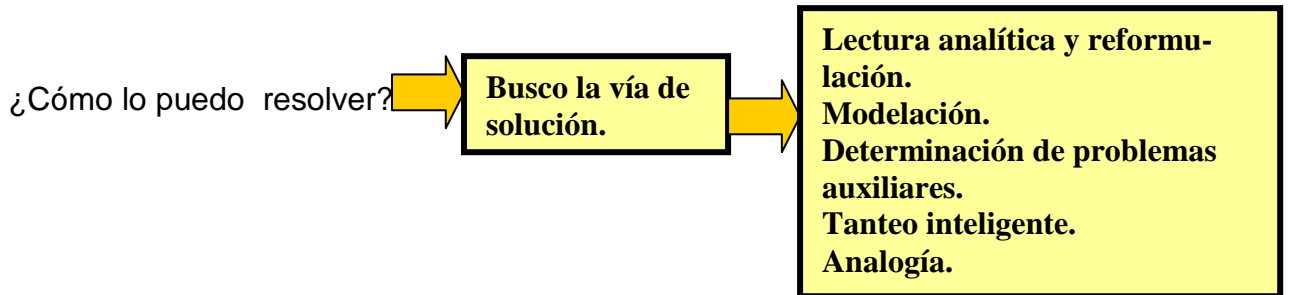 ¿Cómo lo puedo resolver?
Busco la vía de
solución.
Lectura analítica y reformu-
lación.
Modelación.
Determinación de problemas
auxiliares.
Tanteo inteligente.
Analogía.